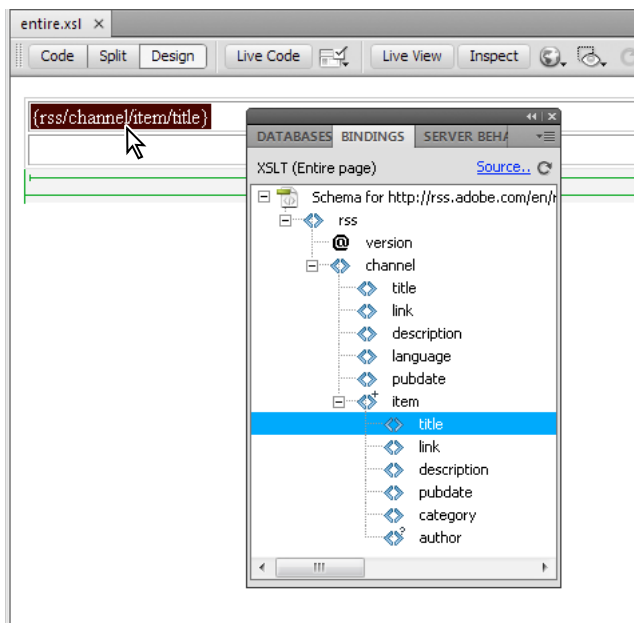 entire.xsl ×
Code Split Design Live Code Live View Inspect
{rss/channel/item/title}
DATABASES BINDINGS SERVER BEHA
XSLT (Entire page) Source..
Schema for http://rss.adobe.com/en/r
rss
@ version
channel
title
link
description
language
pubdate
item
title
link
description
pubdate
category
author